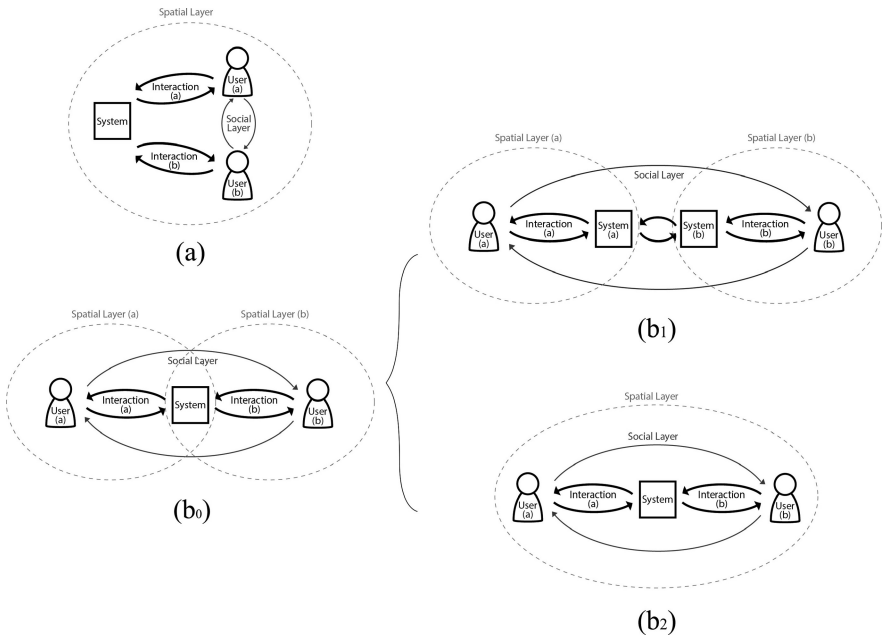 Spatial Layer
User
(a)
Interaction
(a)
System
Social
Layer
Interaction
(b)
User
(b)
(a)
Spatial Layer (a)
Spatial Layer (b)
Social Layer
User
(a)
Interaction
(a)
System
Interaction
(b)
User
(b)
(b0)
Spatial Layer (a)
Spatial Layer (b)
Social Layer
User
(a)
Interaction
(a)
System
(a)
System
(b)
Interaction
(b)
User
(b)
(b1)
Spatial Layer
Social Layer
User
(a)
Interaction
(a)
System
Interaction
(b)
User
(b)
(b2)